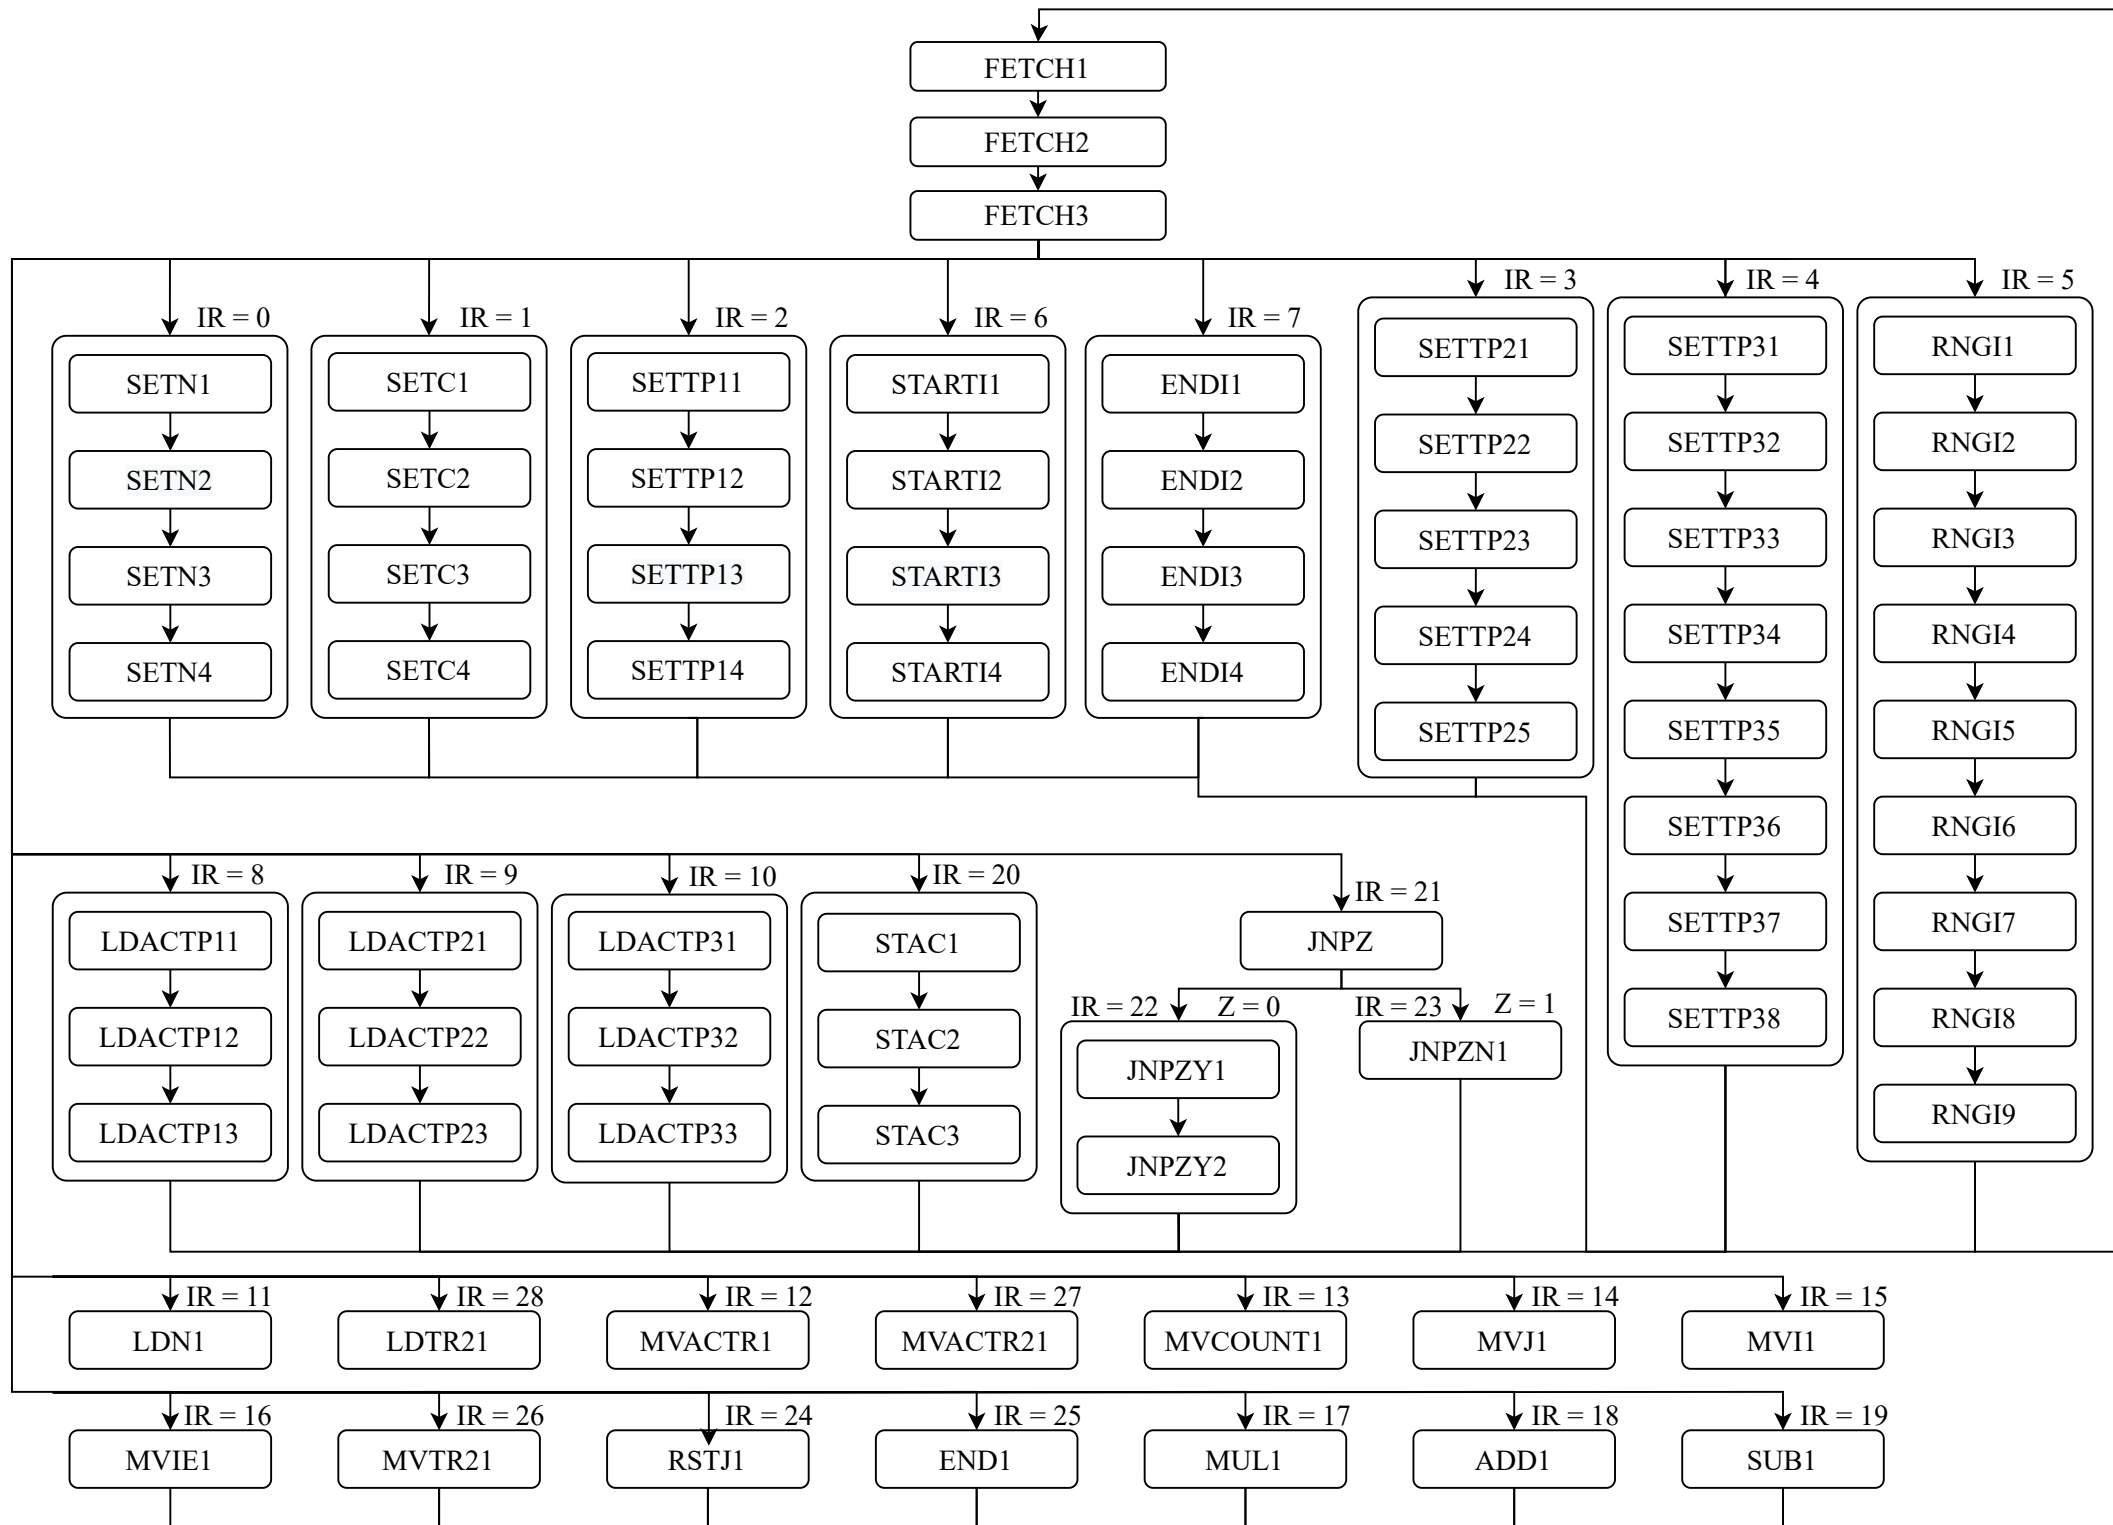 FETCH1
FETCH2
FETCH3
IR = 0
IR = 1
IR = 2
IR = 6
IR = 7
IR = 3
IR = 4
IR = 5
SETN1
SETN2
SETN3
SETN4
SETC1
SETC2
SETC3
SETC4
SETTP11
SETTP12
SETTP13
SETTP14
STARTI1
STARTI2
STARTI3
STARTI4
ENDI1
ENDI2
ENDI3
ENDI4
SETTP21
SETTP22
SETTP23
SETTP24
SETTP25
SETTP31
SETTP32
SETTP33
SETTP34
SETTP35
SETTP36
SETTP37
SETTP38
RNGI1
RNGI2
RNGI3
RNGI4
RNGI5
RNGI6
RNGI7
RNGI8
RNGI9
IR = 8
IR = 9
IR = 10
IR = 20
IR = 21
LDACTP11
LDACTP12
LDACTP13
LDACTP21
LDACTP22
LDACTP23
LDACTP31
LDACTP32
LDACTP33
STAC1
STAC2
STAC3
JNPZ
IR = 22
Z = 0
IR = 23
Z = 1
JNPZY1
JNPZY2
JNPZN1
IR = 11
IR = 28
IR = 12
IR = 27
IR = 13
IR = 14
IR = 15
LDN1
LDTR21
MVACTR1
MVACTR21
MVCOUNT1
MVJ1
MVI1
IR = 16
IR = 26
IR = 24
IR = 25
IR = 17
IR = 18
IR = 19
MVIE1
MVTR21
RSTJ1
END1
MUL1
ADD1
SUB1